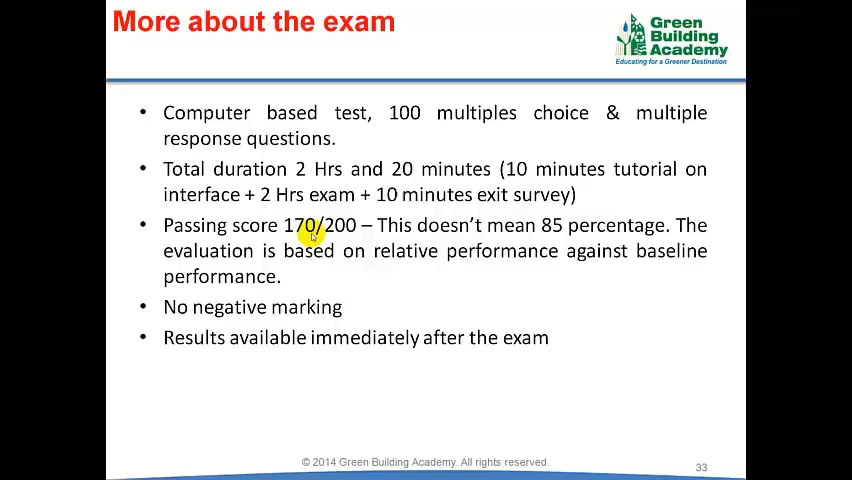 More about the exam
Green
Building
Academy
Educating for a Greener Destination
• Computer based test, 100 multiples choice & multiple
response questions.
• Total duration 2 Hrs and 20 minutes (10 minutes tutorial on
interface + 2 Hrs exam + 10 minutes exit survey)
• Passing score 170/200 – This doesn't mean 85 percentage. The
evaluation is based on relative performance against baseline
performance.
• No negative marking
• Results available immediately after the exam
© 2014 Green Building Academy. All rights reserved.
33